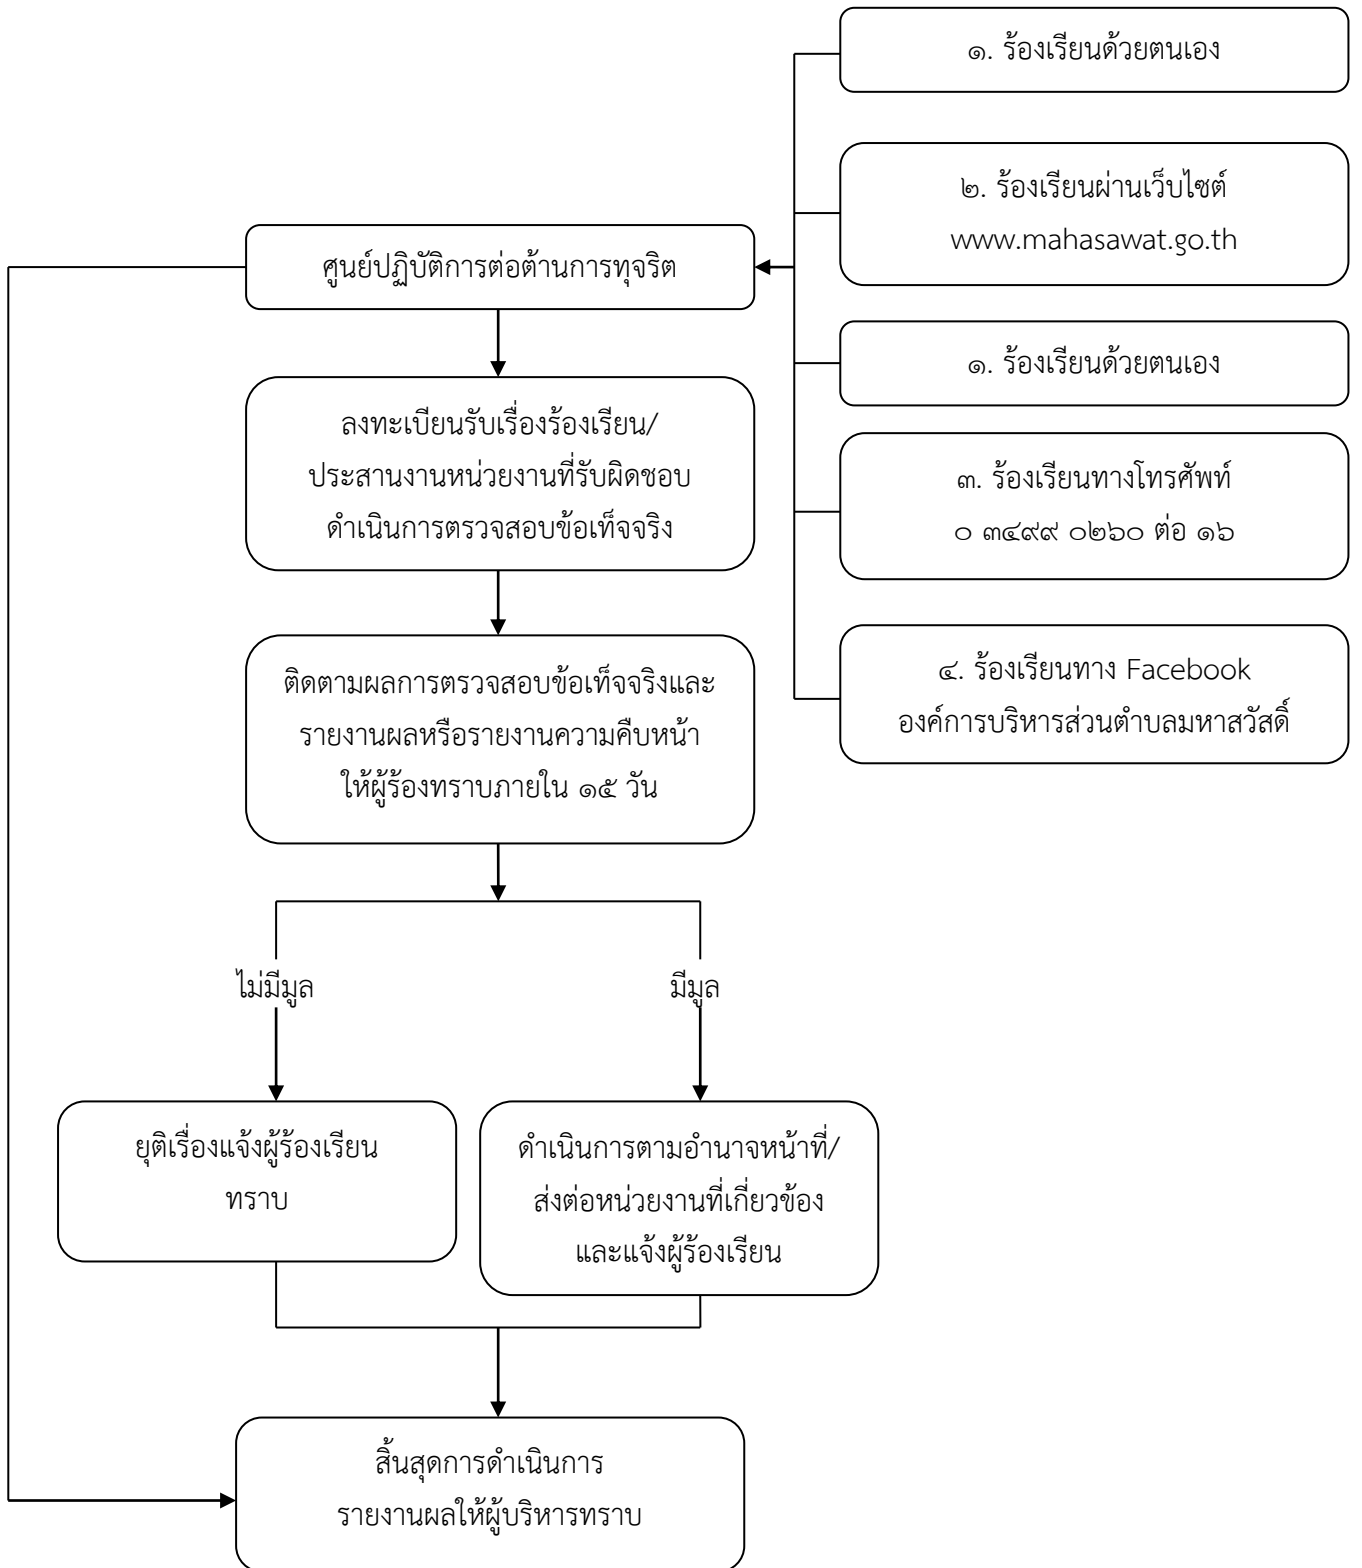 ๑. ร้องเรียนด้วยตนเอง
๒. ร้องเรียนผ่านเว็บไซต์
www.mahasawat.go.th
๑. ร้องเรียนด้วยตนเอง
๓. ร้องเรียนทางโทรศัพท์
๐ ๓๔๙๙ ๐๒๖๐ ต่อ ๑๖
๔. ร้องเรียนทาง Facebook
องค์การบริหารส่วนตำบลมหาสวัสดิ์
ศูนย์ปฏิบัติการต่อต้านการทุจริต
ลงทะเบียนรับเรื่องร้องเรียน/
ประสานงานหน่วยงานที่รับผิดชอบ
ดำเนินการตรวจสอบข้อเท็จจริง
ติดตามผลการตรวจสอบข้อเท็จจริงและ
รายงานผลหรือรายงานความคืบหน้า
ให้ผู้ร้องทราบภายใน ๑๕ วัน
ไม่มีมูล
มีมูล
ยุติเรื่องแจ้งผู้ร้องเรียน
ทราบ
ดำเนินการตามอำนาจหน้าที่/
ส่งต่อหน่วยงานที่เกี่ยวข้อง
และแจ้งผู้ร้องเรียน
สิ้นสุดการดำเนินการ
รายงานผลให้ผู้บริหารทราบ